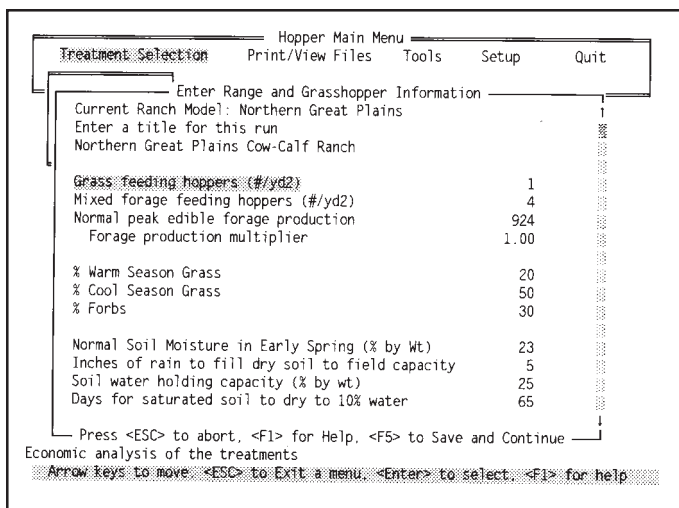 Hopper Main Menu
Treatment Selection Print/View Files Tools Setup Quit
Enter Range and Grasshopper Information
Current Ranch Model: Northern Great Plains
Enter a title for this run
Northern Great Plains Cow-Calf Ranch
Grass feeding hoppers (#/yd2) 1
Mixed forage feeding hoppers (#/yd2) 4
Normal peak edible forage production 924
Forage production multiplier 1.00
% Warm Season Grass 20
% Cool Season Grass 50
% Forbs 30
Normal Soil Moisture in Early Spring (% by Wt) 23
Inches of rain to fill dry soil to field capacity 5
Soil water holding capacity (% by wt) 25
Days for saturated soil to dry to 10% water 65
Press <ESC> to abort, <F1> for Help, <F5> to Save and Continue
Economic analysis of the treatments
Arrow keys to move, <ESC> to Exit a menu, <Enter> to select, <F1> for help